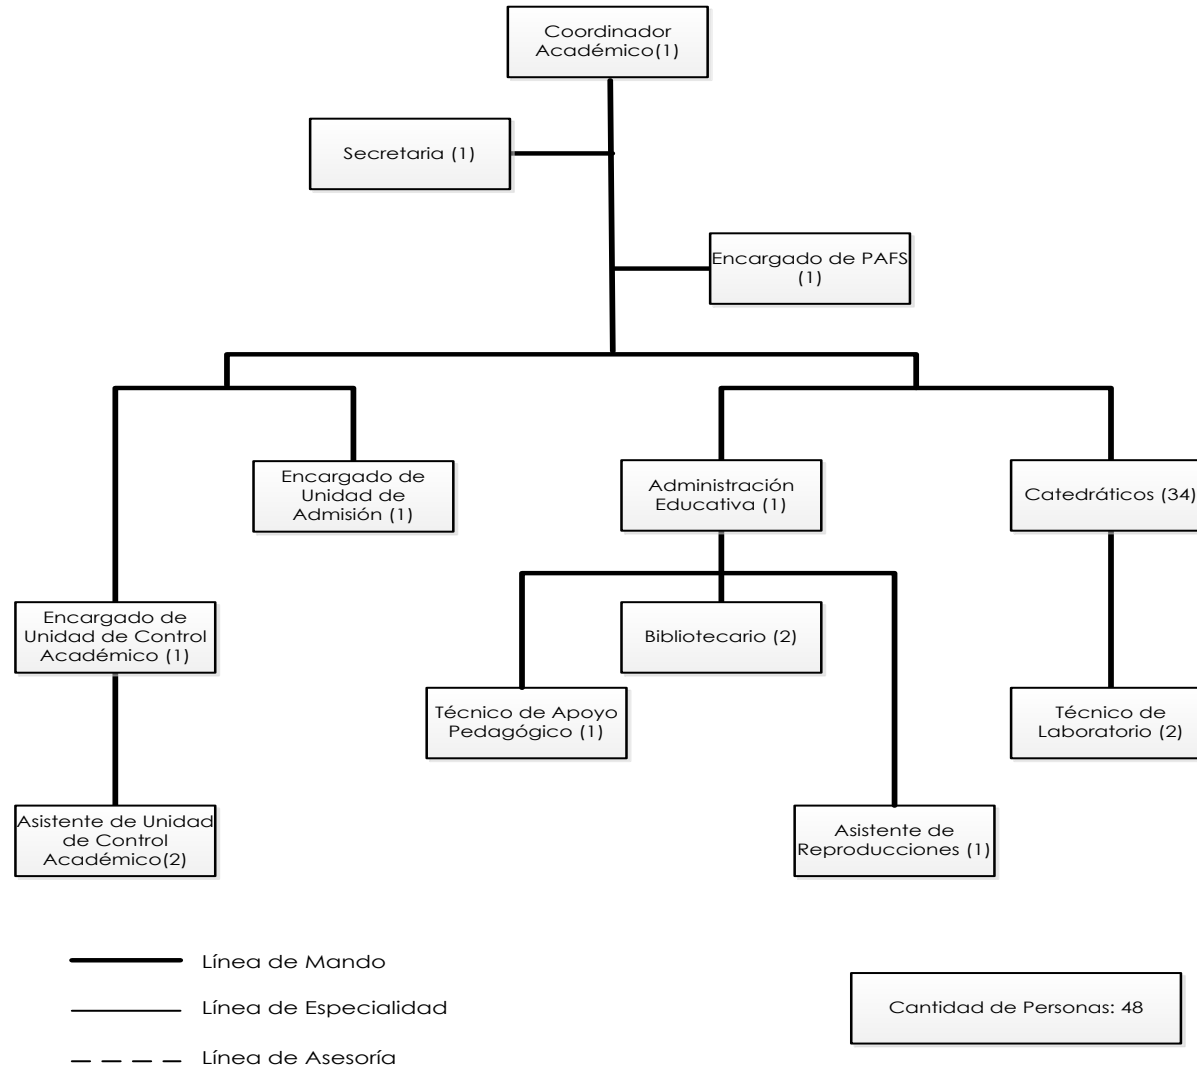 Coordinador
Académico(1)
Secretaria (1)
Encargado de PAFS
(1)
Encargado de
Unidad de
Admisión (1)
Administración
Educativa (1)
Catedráticos (34)
Encargado de
Unidad de Control
Académico (1)
Bibliotecario (2)
Técnico de Apoyo
Pedagógico (1)
Técnico de
Laboratorio (2)
Asistente de Unidad
de Control
Académico(2)
Asistente de
Reproducciones (1)
Línea de Mando
Línea de Especialidad
Línea de Asesoría
Cantidad de Personas: 48